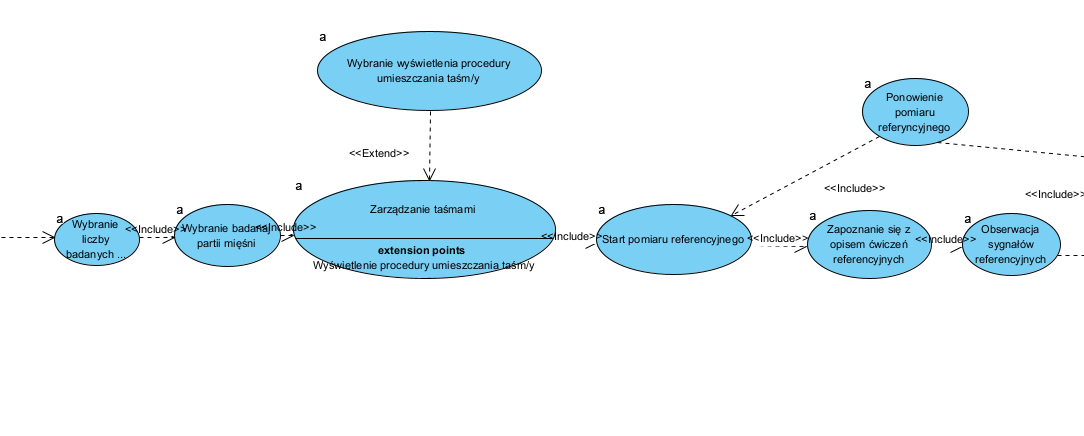 a
Wybranie wyświetlenia procedury
umieszczania taśm/y
<<Extend>>
a
Ponowienie
pomiaru
referyncyjnego
<<Include>>
<<Include>>
a
Wybranie
liczby
badanych ...
<<Include>>
a
Wybranie badanej
partii mięśni
<<Include>>
a
Zarządzanie taśmami
extension points
Wyświetlenie procedury umieszczania taśm/y
<<Include>>
a
Start pomiaru referencyjnego
<<Include>>
a
Zapoznanie się z
opisem ćwiczeń
referencyjnych
<<Include>>
a
Obserwacja
sygnałów
referencyjnych